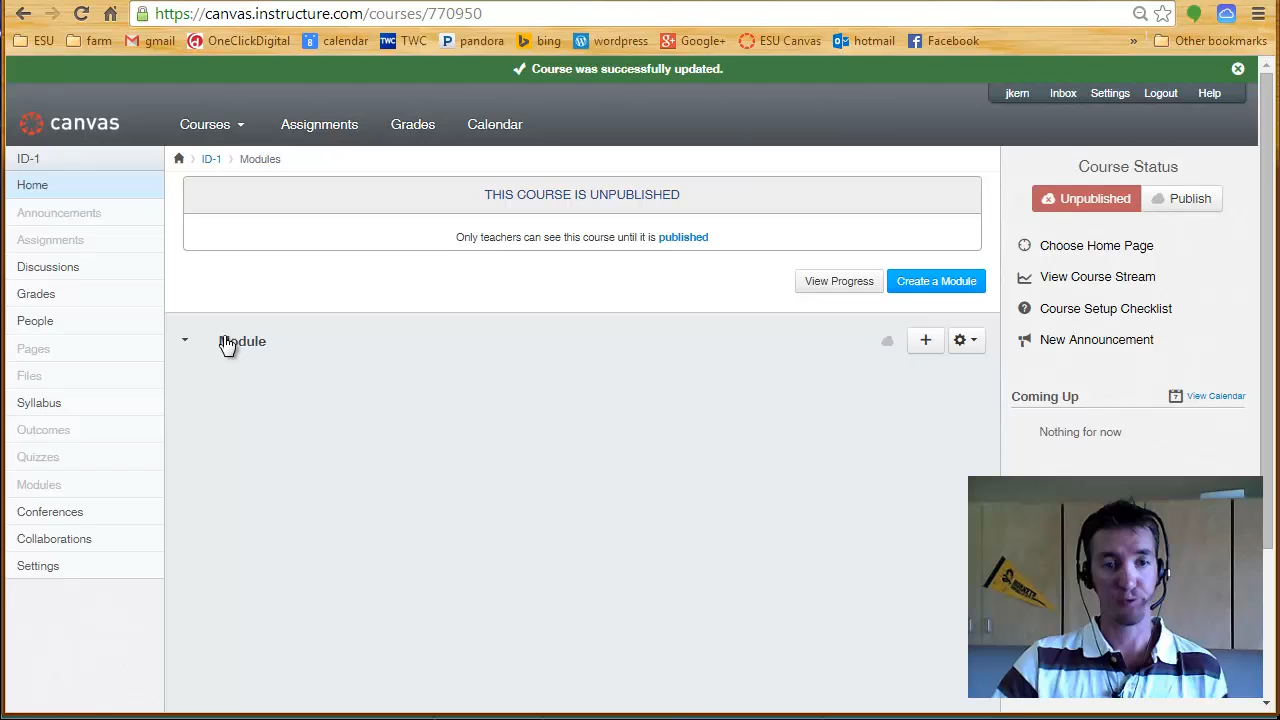 https://canvas.instructure.com/courses/770950
ESU farm gmail OneClickDigital calendar TWC pandora bing wordpress Google+ ESU Canvas hotmail Facebook » Other bookmarks
Course was successfully updated.
jkern Inbox Settings Logout Help
canvas Courses Assignments Grades Calendar
ID-1
ID-1 Modules
Course Status
Home
THIS COURSE IS UNPUBLISHED
Unpublished Publish
Announcements
Only teachers can see this course until it is published
Assignments
Choose Home Page
Discussions
View Course Stream
View Progress Create a Module
Grades
Course Setup Checklist
People
New Announcement
Module
Pages
Files
Coming Up View Calendar
Syllabus
Nothing for now
Outcomes
Quizzes
Modules
Conferences
Collaborations
Settings